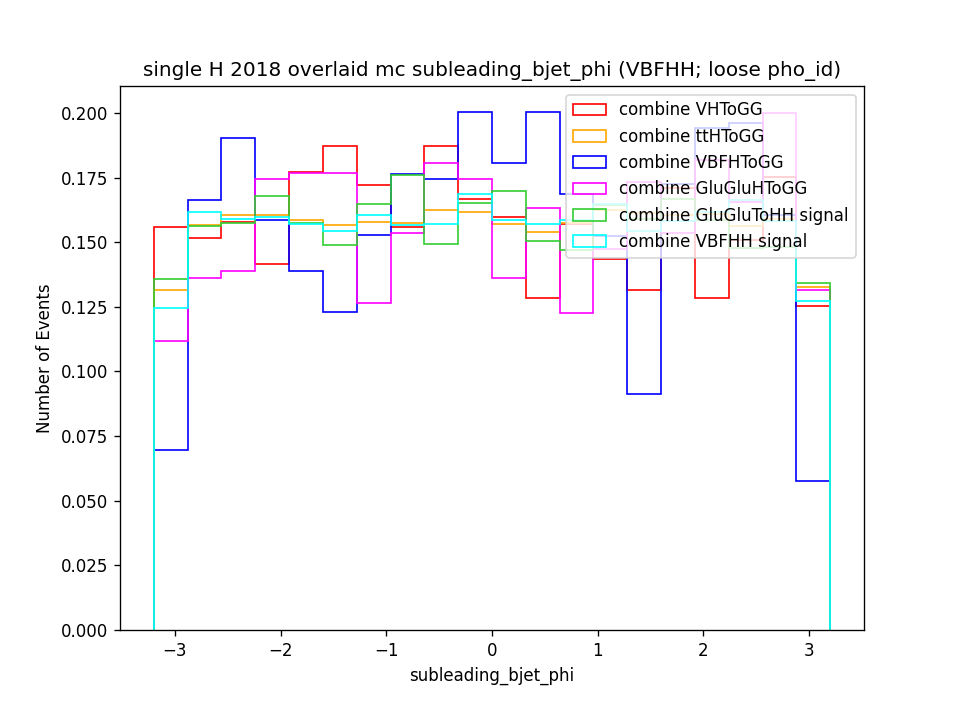 single H 2018 overlaid mc subleading_bjet_phi (VBFHH; loose pho_id)
combine VHToGG
combine ttHToGG
combine VBFHToGG
combine GluGluHToGG
combine GluGluToHH signal
combine VBFHH signal
Number of Events
0.200
0.175
0.150
0.125
0.100
0.075
0.050
0.025
0.000
−3 −2 −1 0 1 2 3
subleading_bjet_phi